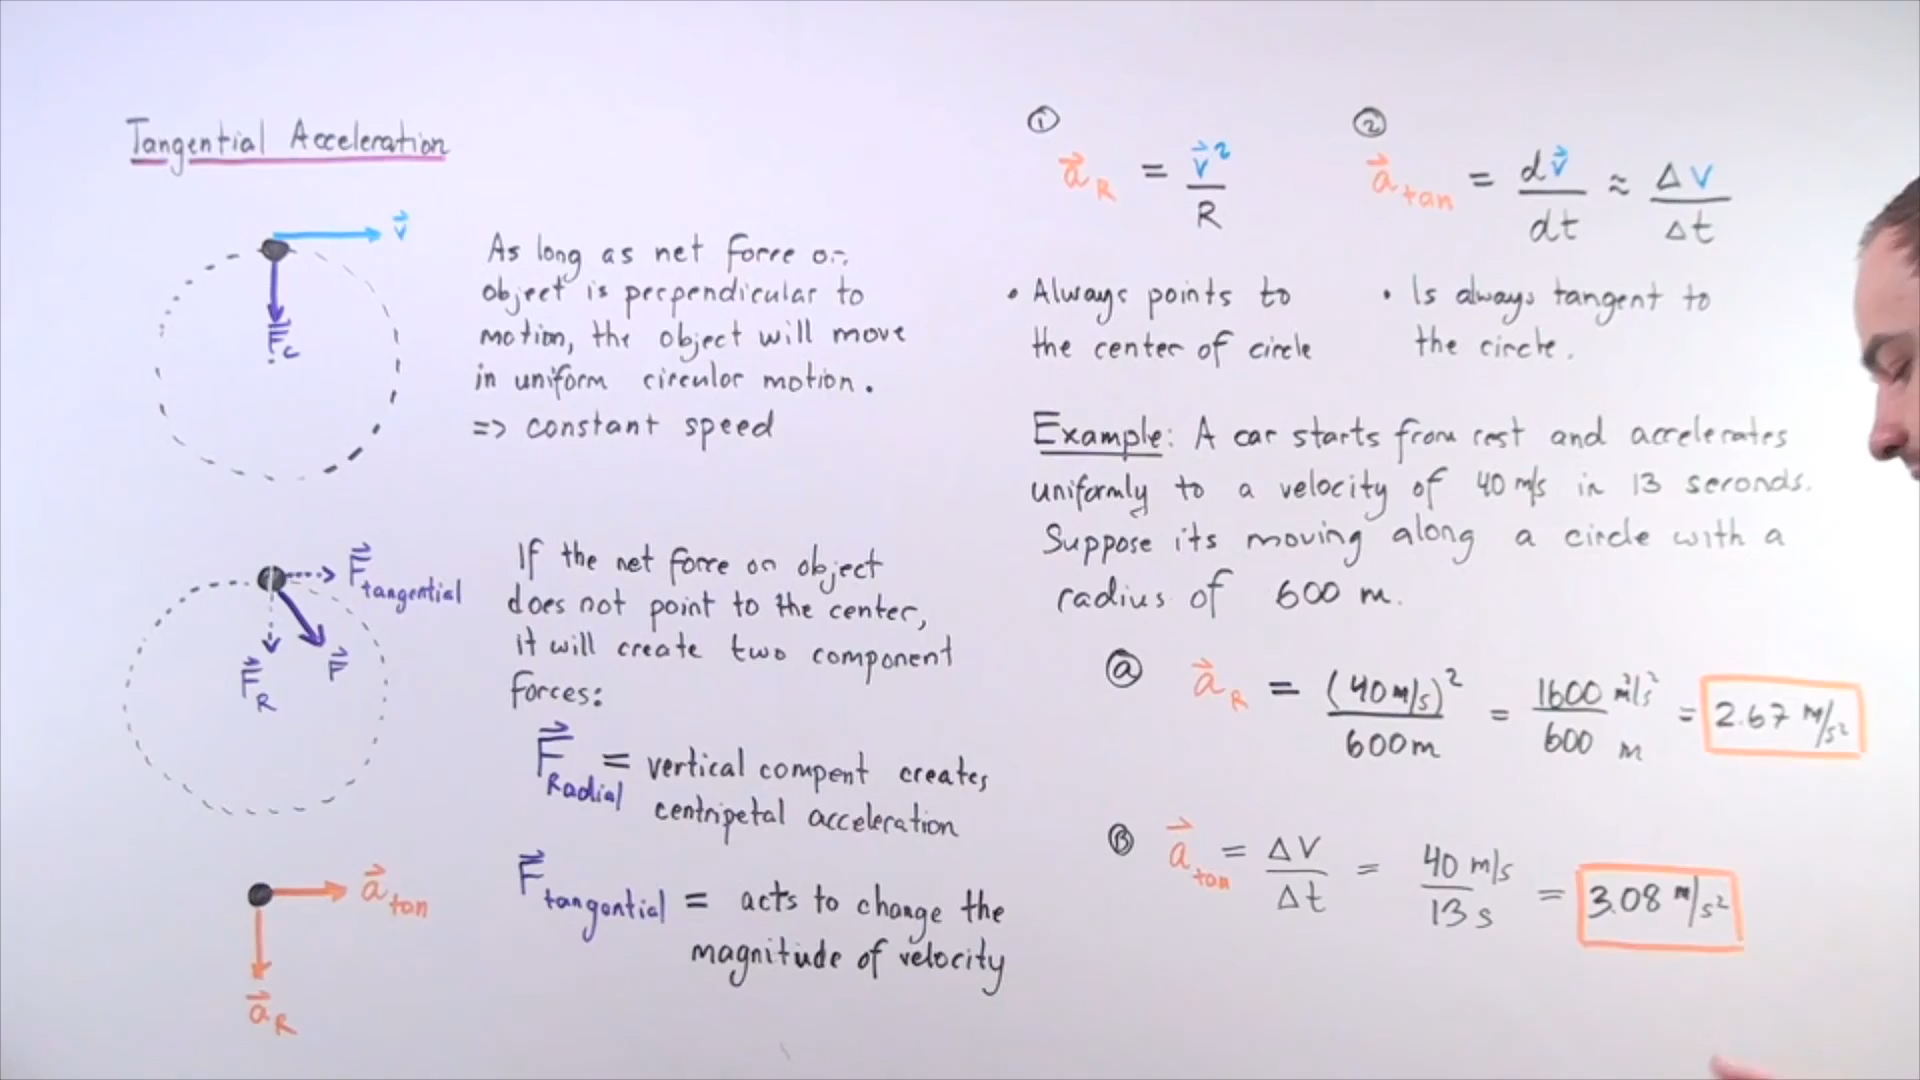 Tangential Acceleration
v⃗
F⃗c
As long as net force on
object is perpendicular to
motion, the object will move
in uniform circular motion.
=> constant speed
F⃗tangential
F⃗R
F⃗
If the net force on object
does not point to the center,
it will create two component
forces:
F⃗Radial = vertical compent creates
centripetal acceleration
F⃗tangential = acts to change the
magnitude of velocity
a⃗tan
a⃗R
① a⃗R = v⃗²/R
• Always points to
the center of circle
② a⃗tan = dv⃗/dt ≈ Δv/Δt
• Is always tangent to
the circle.
Example: A car starts from rest and accelerates
uniformly to a velocity of 40 m/s in 13 seconds.
Suppose its moving along a circle with a
radius of 600 m.
Ⓐ a⃗R = (40 m/s)²/600m = 1600 m²/s²/600 m = 2.67 m/s²
Ⓑ a⃗tan = ΔV/Δt = 40 m/s/13 s = 3.08 m/s²